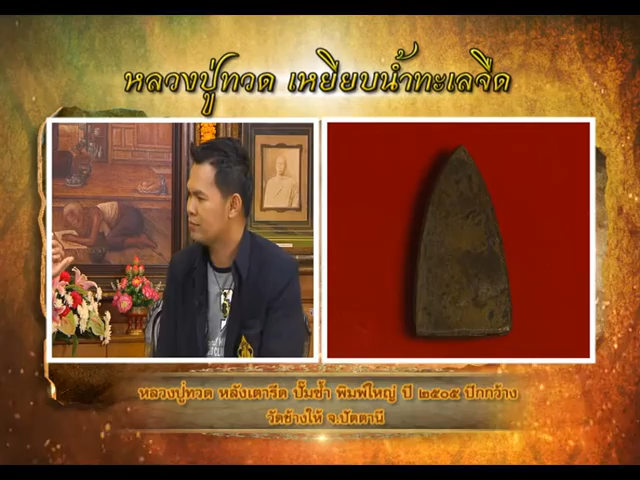 หลวงปู่ทวด เหยียบน้ำทะเลจืด
หลวงปู่ทวด หลังเตารีด ปั๊มซ้ำ พิมพ์ใหญ่ ปี ๒๕๐๕ ปีกกว้าง
วัดช้างให้ จ.ปัตตานี